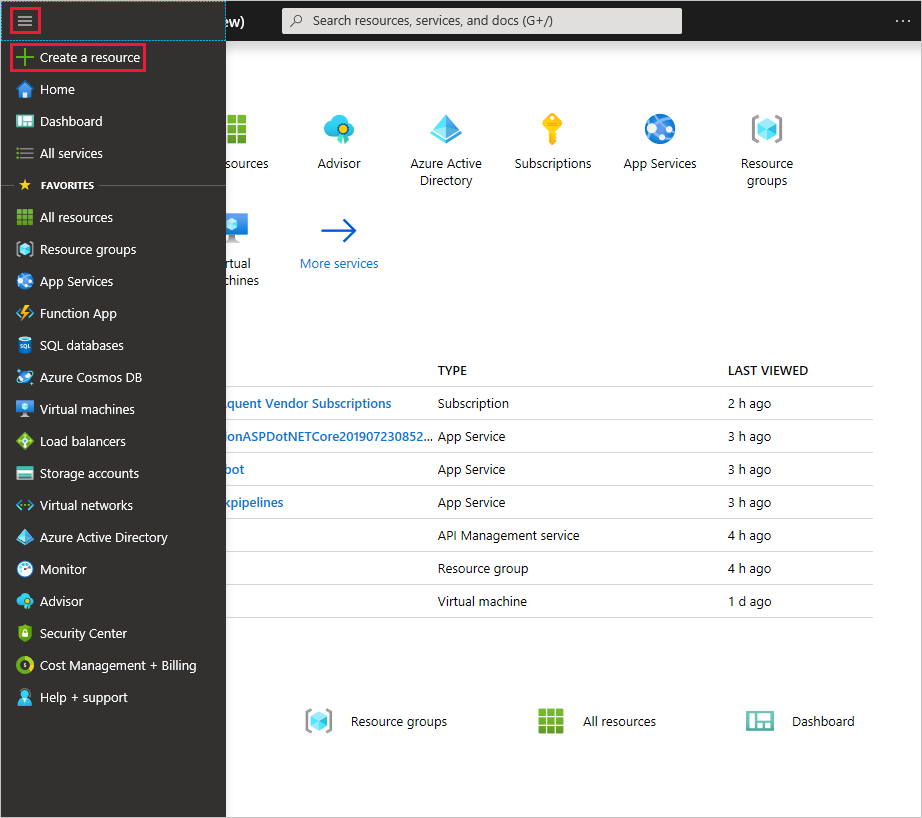 ew)
Search resources, services, and docs (G+/)
...
Create a resource
Home
Dashboard
All services
FAVORITES
All resources
Resource groups
App Services
Function App
SQL databases
Azure Cosmos DB
Virtual machines
Load balancers
Storage accounts
Virtual networks
Azure Active Directory
Monitor
Advisor
Security Center
Cost Management + Billing
Help + support
sources
Advisor
Azure Active
Directory
Subscriptions
App Services
Resource
groups
rtual
chines
More services
TYPE
LAST VIEWED
quent Vendor Subscriptions
Subscription
2 h ago
ionASPDotNETCore201907230852...
App Service
3 h ago
bot
App Service
3 h ago
kpipelines
App Service
3 h ago
API Management service
4 h ago
Resource group
4 h ago
Virtual machine
1 d ago
Resource groups
All resources
Dashboard